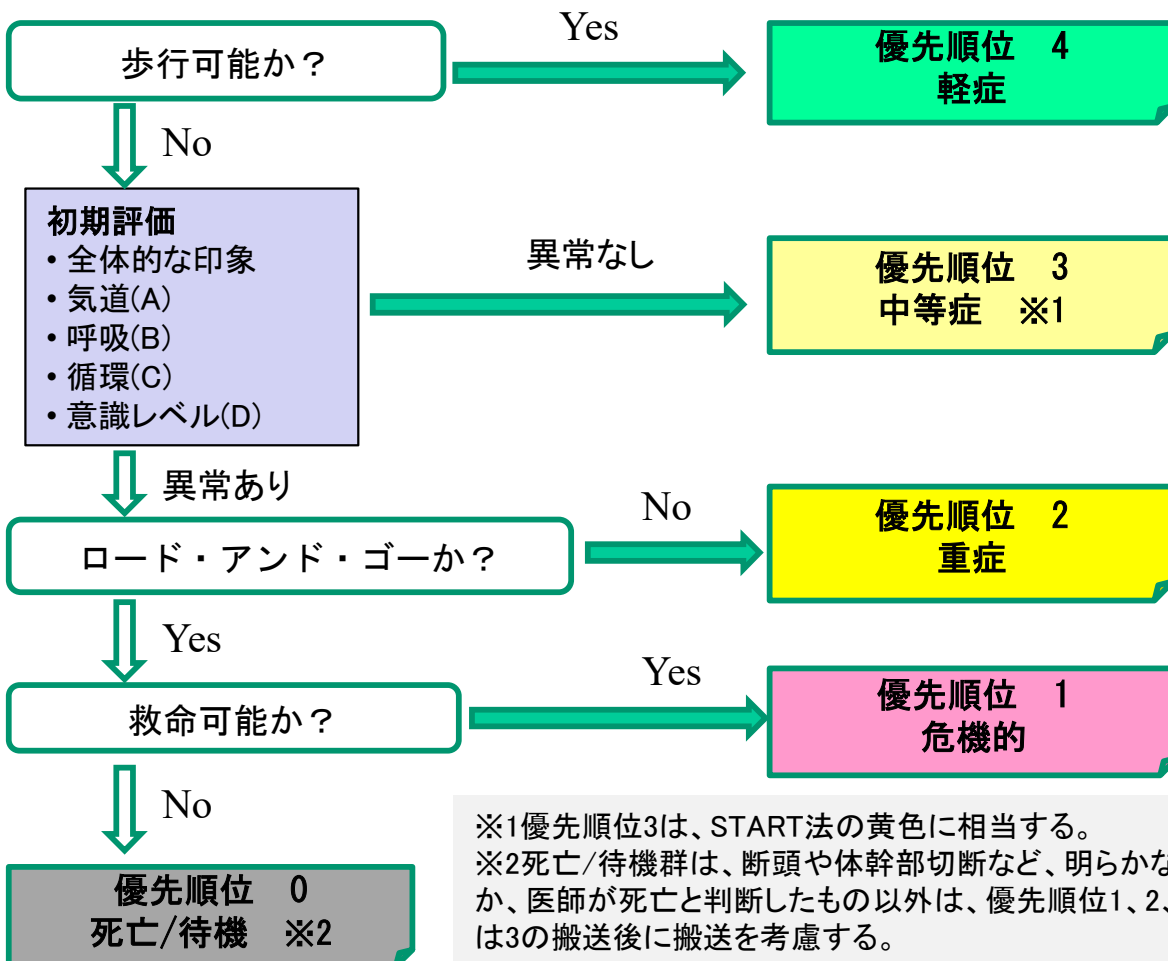 歩行可能か？
Yes
優先順位　4
軽症
No
初期評価
・全体的な印象
・気道(A)
・呼吸(B)
・循環(C)
・意識レベル(D)
異常なし
優先順位　3
中等症　※1
異常あり
ロード・アンド・ゴーか？
No
優先順位　2
重症
Yes
救命可能か？
Yes
優先順位　1
危機的
No
優先順位　0
死亡/待機　※2
※1優先順位3は、START法の黄色に相当する。
※2死亡/待機群は、断頭や体幹部切断など、明らかな
か、医師が死亡と判断したもの以外は、優先順位1、2、
は3の搬送後に搬送を考慮する。